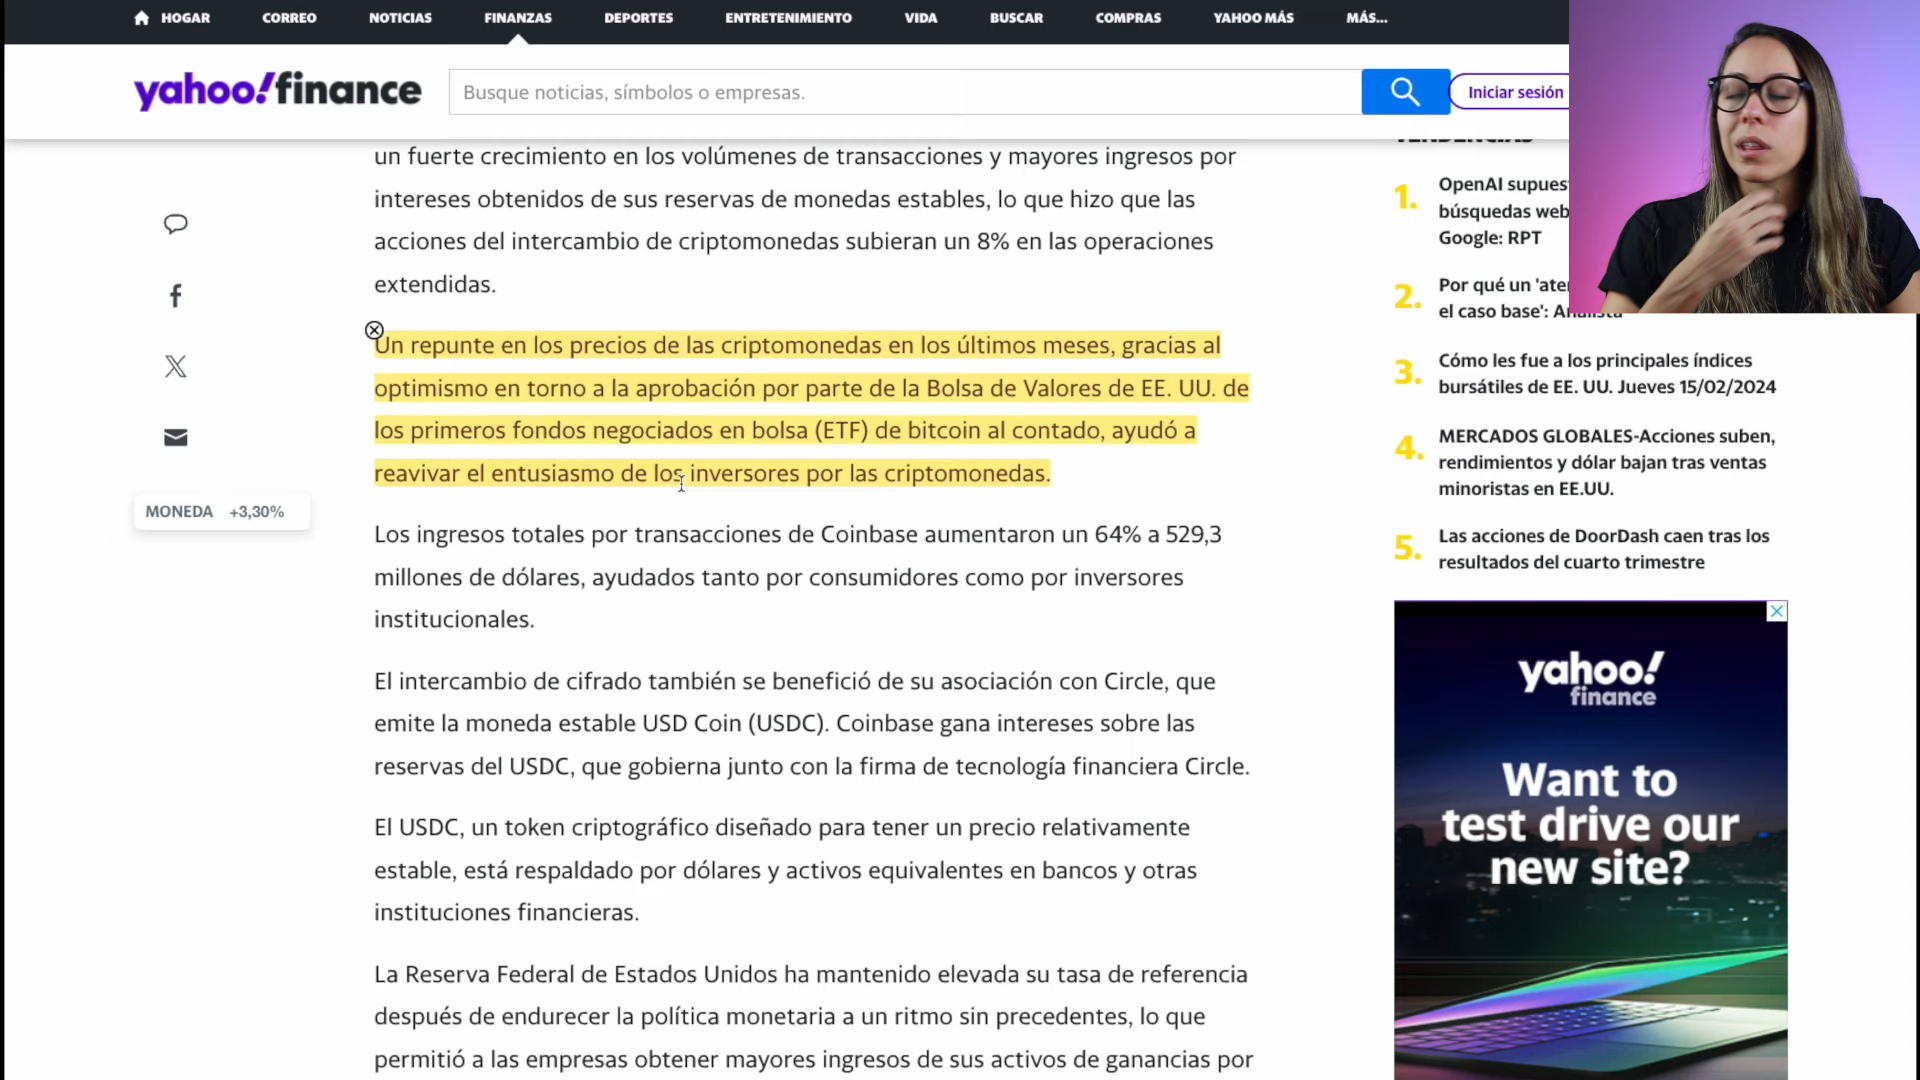 HOGAR CORREO NOTICIAS FINANZAS DEPORTES ENTRETENIMIENTO VIDA BUSCAR COMPRAS YAHOO MÁS MÁS...
yahoo!finance
Busque noticias, símbolos o empresas.
Iniciar sesión
un fuerte crecimiento en los volúmenes de transacciones y mayores ingresos por
intereses obtenidos de sus reservas de monedas estables, lo que hizo que las
acciones del intercambio de criptomonedas subieran un 8% en las operaciones
extendidas.
Un repunte en los precios de las criptomonedas en los últimos meses, gracias al
optimismo en torno a la aprobación por parte de la Bolsa de Valores de EE. UU. de
los primeros fondos negociados en bolsa (ETF) de bitcoin al contado, ayudó a
reavivar el entusiasmo de los inversores por las criptomonedas.
MONEDA +3,30%
Los ingresos totales por transacciones de Coinbase aumentaron un 64% a 529,3
millones de dólares, ayudados tanto por consumidores como por inversores
institucionales.
El intercambio de cifrado también se benefició de su asociación con Circle, que
emite la moneda estable USD Coin (USDC). Coinbase gana intereses sobre las
reservas del USDC, que gobierna junto con la firma de tecnología financiera Circle.
El USDC, un token criptográfico diseñado para tener un precio relativamente
estable, está respaldado por dólares y activos equivalentes en bancos y otras
instituciones financieras.
La Reserva Federal de Estados Unidos ha mantenido elevada su tasa de referencia
después de endurecer la política monetaria a un ritmo sin precedentes, lo que
permitió a las empresas obtener mayores ingresos de sus activos de ganancias por
TENDENCIAS
1. OpenAI
búsquedas web
Google: RPT
2. Por qué un
el caso base':
3. Cómo les fue a los principales índices
bursátiles de EE. UU. Jueves 15/02/2024
4. MERCADOS GLOBALES-Acciones suben,
rendimientos y dólar bajan tras ventas
minoristas en EE.UU.
5. Las acciones de DoorDash caen tras los
resultados del cuarto trimestre
yahoo!
finance
Want to
test drive our
new site?